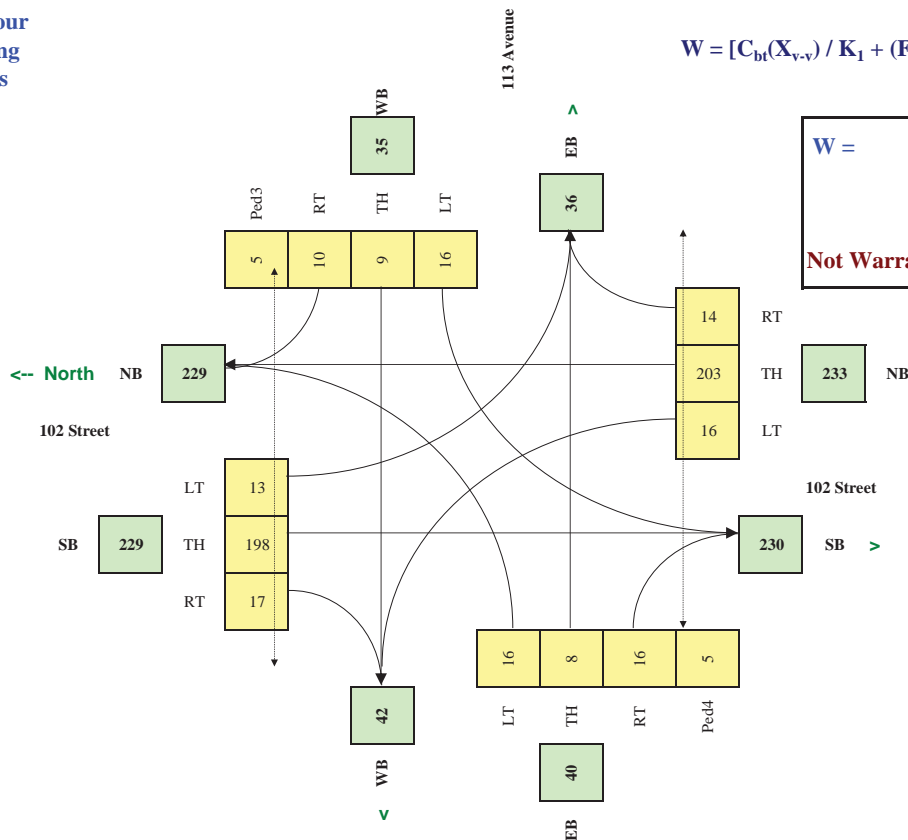 our
ng
s
113 Avenue
W = [Cbt(Xv-v) / K1 + (F
W =
Not Warra
WB
35
^
EB
36
Ped3
RT
TH
LT
5
10
9
16
14
RT
<-- North
NB
229
203
TH
233
NB
102 Street
16
LT
LT
13
102 Street
SB
229
TH
198
230
SB
>
RT
17
16
8
16
5
42
LT
TH
RT
Ped4
WB
40
v
EB